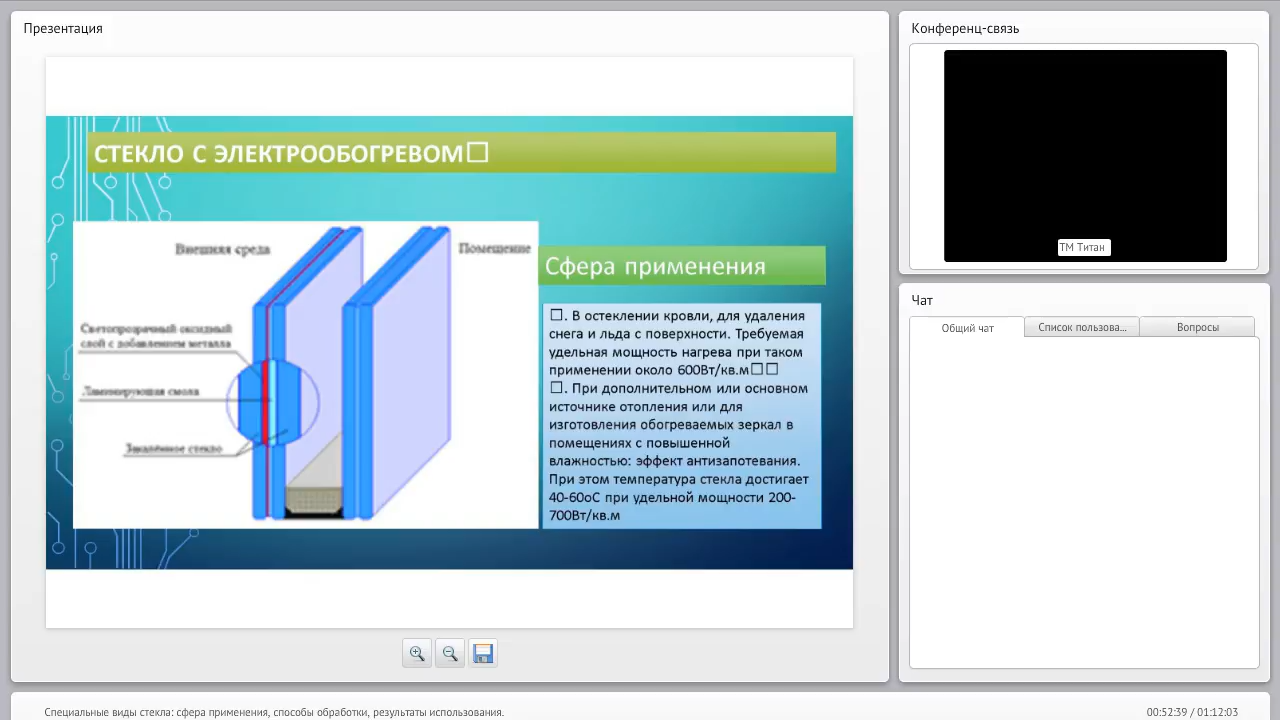 Презентация
СТЕКЛО С ЭЛЕКТРООБОГРЕВОМ□
Внешняя среда
Помещение
Светопрозрачный оксидный
слой с добавлением металла
Ламинирующая смола
Закалённое стекло
Сфера применения
□. В остеклении кровли, для удаления
снега и льда с поверхности. Требуемая
удельная мощность нагрева при таком
применении около 600Вт/кв.м□□
□. При дополнительном или основном
источнике отопления или для
изготовления обогреваемых зеркал в
помещениях с повышенной
влажностью: эффект антизапотевания.
При этом температура стекла достигает
40-60оС при удельной мощности 200-
700Вт/кв.м
Конференц-связь
ТМ Титан
Чат
Общий чат
Список пользова...
Вопросы
Специальные виды стекла: сфера применения, способы обработки, результаты использования.
00:52:39 / 01:12:03